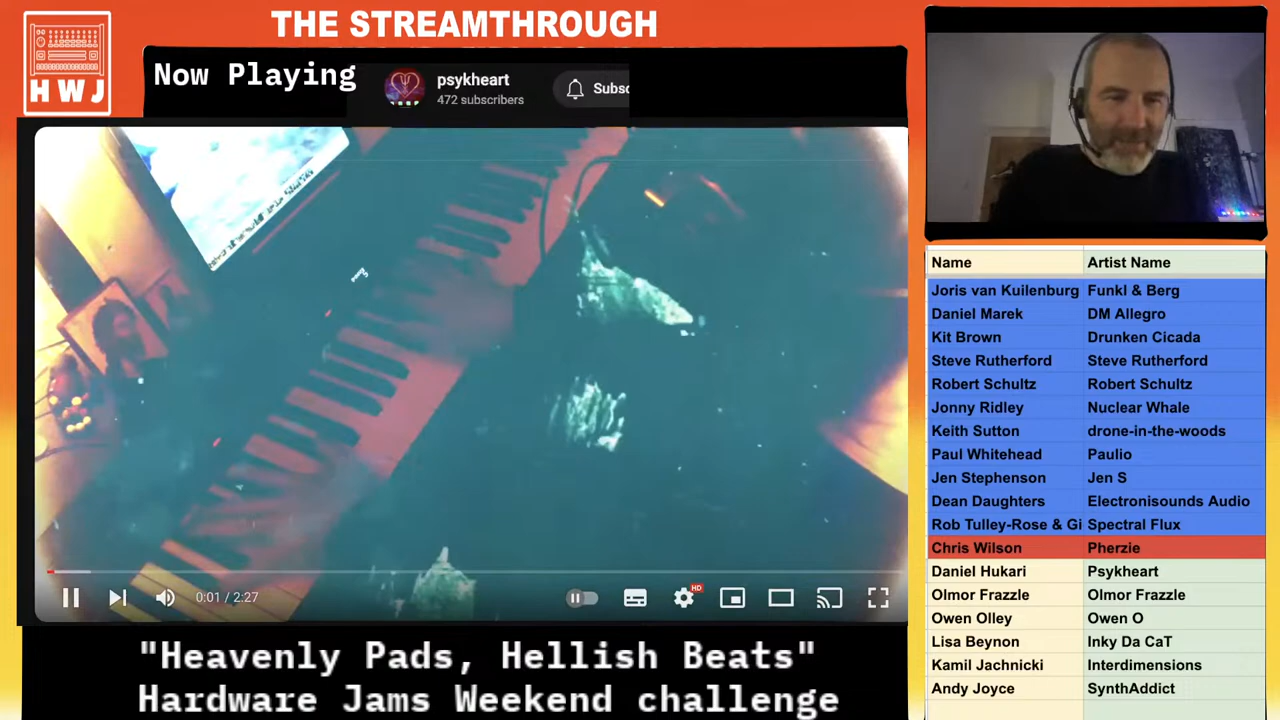 THE STREAMTHROUGH
HWJ
Now Playing
psykheart
472 subscribers
Subsc
0:01 / 2:27
HD
"Heavenly Pads, Hellish Beats"
Hardware Jams Weekend challenge
Name Artist Name
Joris van Kuilenburg Funkl & Berg
Daniel Marek DM Allegro
Kit Brown Drunken Cicada
Steve Rutherford Steve Rutherford
Robert Schultz Robert Schultz
Jonny Ridley Nuclear Whale
Keith Sutton drone-in-the-woods
Paul Whitehead Paulio
Jen Stephenson Jen S
Dean Daughters Electronisounds Audio
Rob Tulley-Rose & Gi Spectral Flux
Chris Wilson Pherzie
Daniel Hukari Psykheart
Olmor Frazzle Olmor Frazzle
Owen Olley Owen O
Lisa Beynon Inky Da CaT
Kamil Jachnicki Interdimensions
Andy Joyce SynthAddict